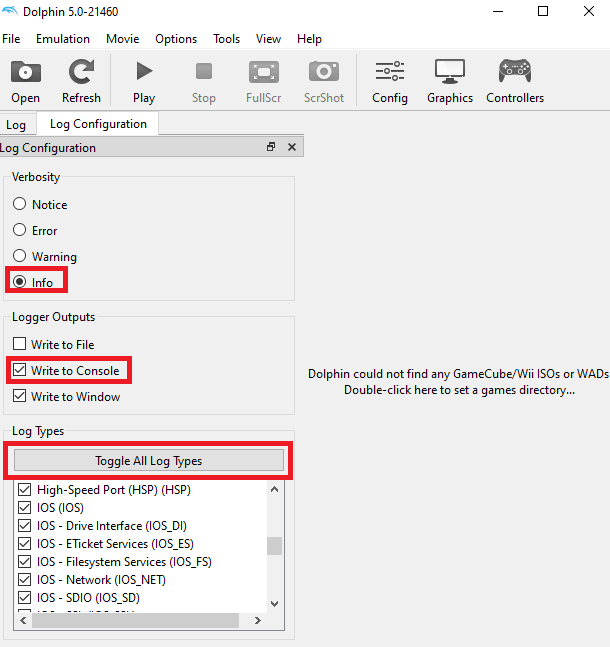 Dolphin 5.0-21460
File Emulation Movie Options Tools View Help
Open Refresh Play Stop FullScr ScrShot Config Graphics Controllers
Log Log Configuration
Log Configuration
Verbosity
Notice
Error
Warning
Info
Logger Outputs
Write to File
Write to Console
Write to Window
Log Types
Toggle All Log Types
High-Speed Port (HSP) (HSP)
IOS (IOS)
IOS - Drive Interface (IOS_DI)
IOS - ETicket Services (IOS_ES)
IOS - Filesystem Services (IOS_FS)
IOS - Network (IOS_NET)
IOS - SDIO (IOS_SD)
Dolphin could not find any GameCube/Wii ISOs or WADs
Double-click here to set a games directory...